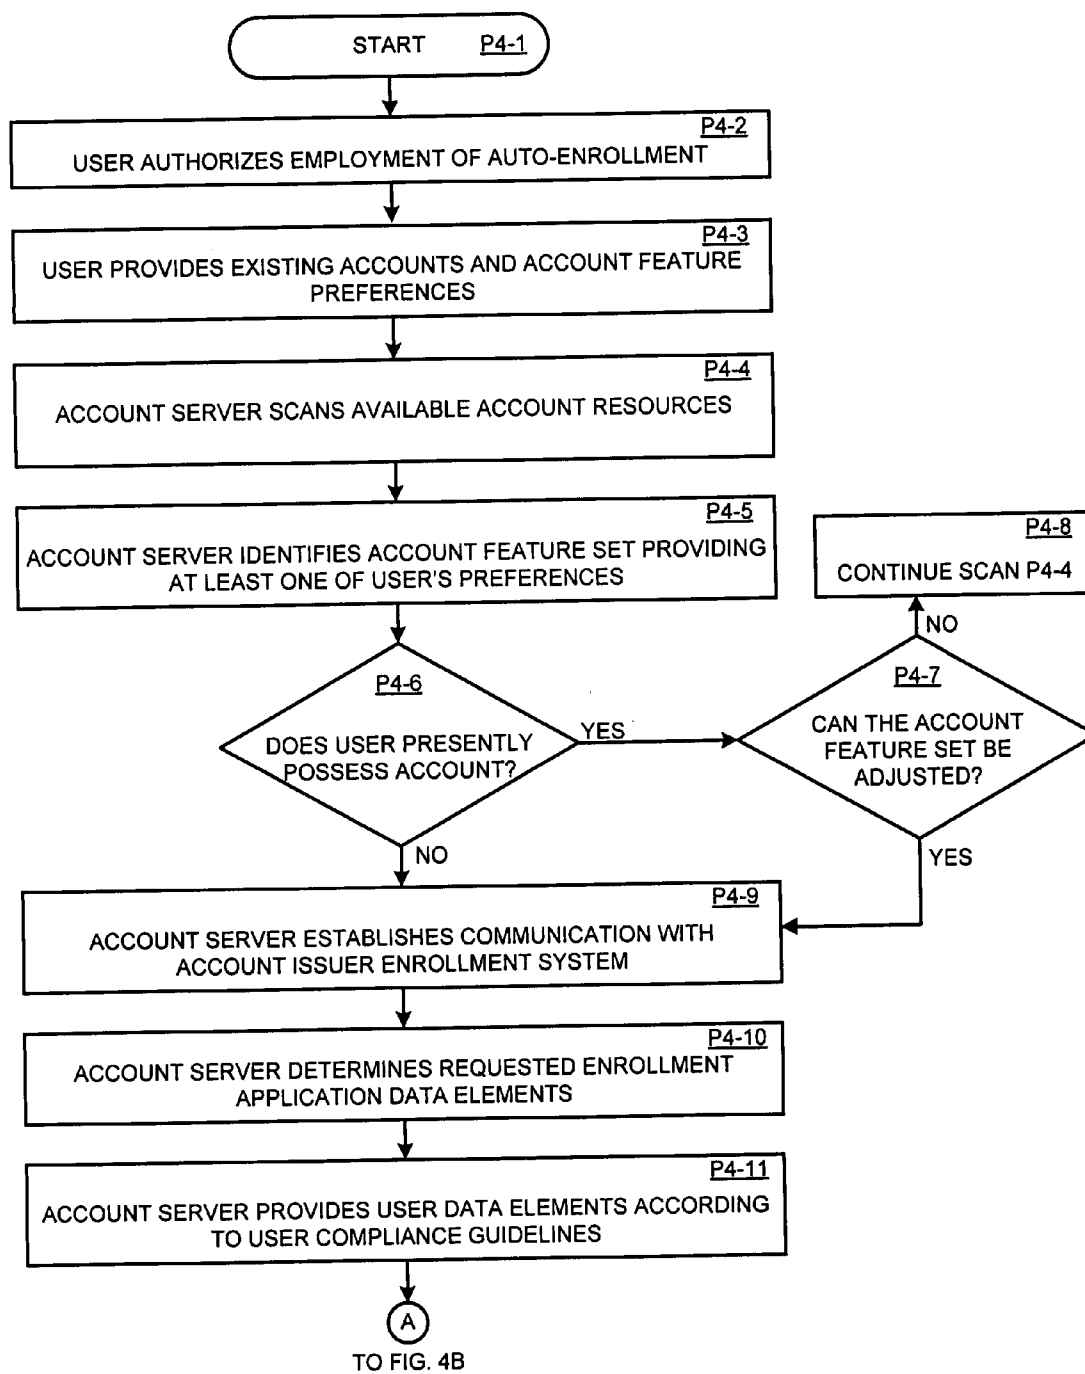 START P4-1
P4-2
USER AUTHORIZES EMPLOYMENT OF AUTO-ENROLLMENT
P4-3
USER PROVIDES EXISTING ACCOUNTS AND ACCOUNT FEATURE
PREFERENCES
P4-4
ACCOUNT SERVER SCANS AVAILABLE ACCOUNT RESOURCES
P4-5
ACCOUNT SERVER IDENTIFIES ACCOUNT FEATURE SET PROVIDING
AT LEAST ONE OF USER'S PREFERENCES
P4-8
CONTINUE SCAN P4-4
NO
P4-6
DOES USER PRESENTLY
POSSESS ACCOUNT?
YES
P4-7
CAN THE ACCOUNT
FEATURE SET BE
ADJUSTED?
NO
YES
P4-9
ACCOUNT SERVER ESTABLISHES COMMUNICATION WITH
ACCOUNT ISSUER ENROLLMENT SYSTEM
P4-10
ACCOUNT SERVER DETERMINES REQUESTED ENROLLMENT
APPLICATION DATA ELEMENTS
P4-11
ACCOUNT SERVER PROVIDES USER DATA ELEMENTS ACCORDING
TO USER COMPLIANCE GUIDELINES
A
TO FIG. 4B